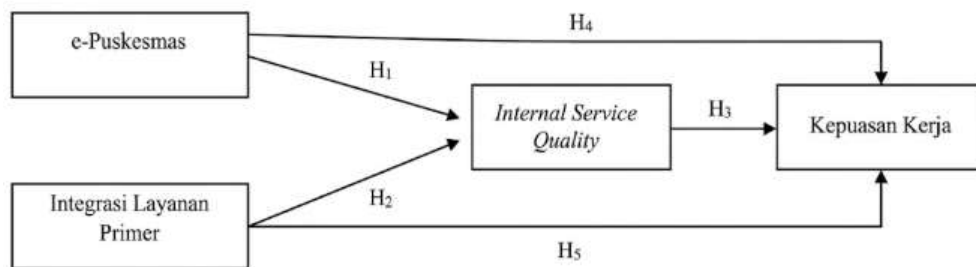 e-Puskesmas
H₄
H₁
Internal Service
Quality
H₃
Kepuasan Kerja
H₂
Integrasi Layanan
Primer
H₅